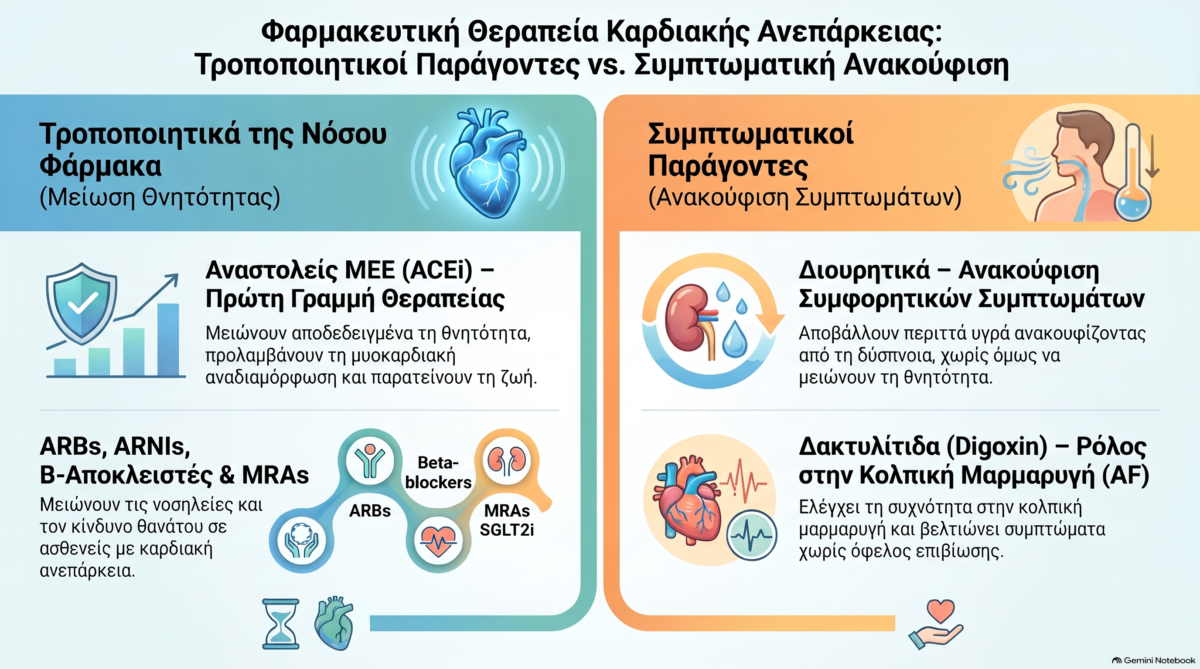 Φαρμακευτική Θεραπεία Καρδιακής Ανεπάρκειας:
Τροποποιητικοί Παράγοντες vs. Συμπτωματική Ανακούφιση
Τροποποιητικά της Νόσου
Φάρμακα
(Μείωση Θνητότητας)
Αναστολείς ΜΕΕ (ACEi) –
Πρώτη Γραμμή Θεραπείας
Μειώνουν αποδεδειγμένα τη θνητότητα,
προλαμβάνουν τη μυοκαρδιακή
αναδιαμόρφωση και παρατείνουν τη ζωή.
ARBs, ARNIs,
Β-Αποκλειστές & MRAs
Μειώνουν τις νοσηλείες και
τον κίνδυνο θανάτου σε
ασθενείς με καρδιακή
ανεπάρκεια.
ARBs
Beta-
blockers
MRAs
SGLT2i
Συμπτωματικοί
Παράγοντες
(Ανακούφιση Συμπτωμάτων)
Διουρητικά – Ανακούφιση
Συμφορητικών Συμπτωμάτων
Αποβάλλουν περιττά υγρά ανακουφίζοντας
από τη δύσπνοια, χωρίς όμως να
μειώνουν τη θνητότητα.
Δακτυλίτιδα (Digoxin) – Ρόλος
στην Κολπική Μαρμαρυγή (AF)
Ελέγχει τη συχνότητα στην κολπική
μαρμαρυγή και βελτιώνει συμπτώματα
χωρίς όφελος επιβίωσης.
Gemini Notebook